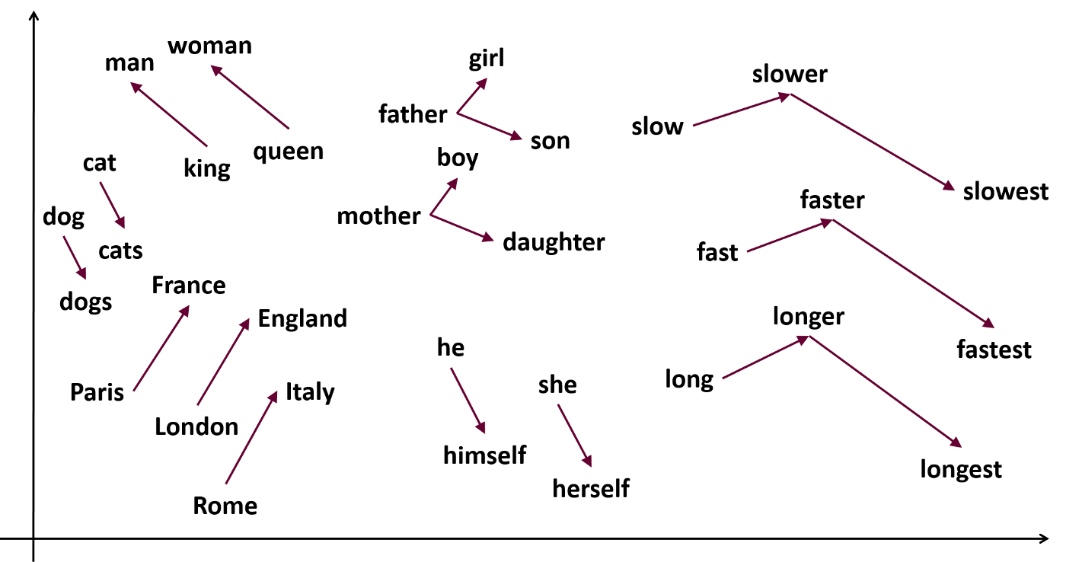 man
woman
king
queen
cat
cats
dog
dogs
France
Paris
England
London
Italy
Rome
girl
father
son
boy
mother
daughter
he
himself
she
herself
slower
slow
slowest
faster
fast
fastest
longer
long
longest